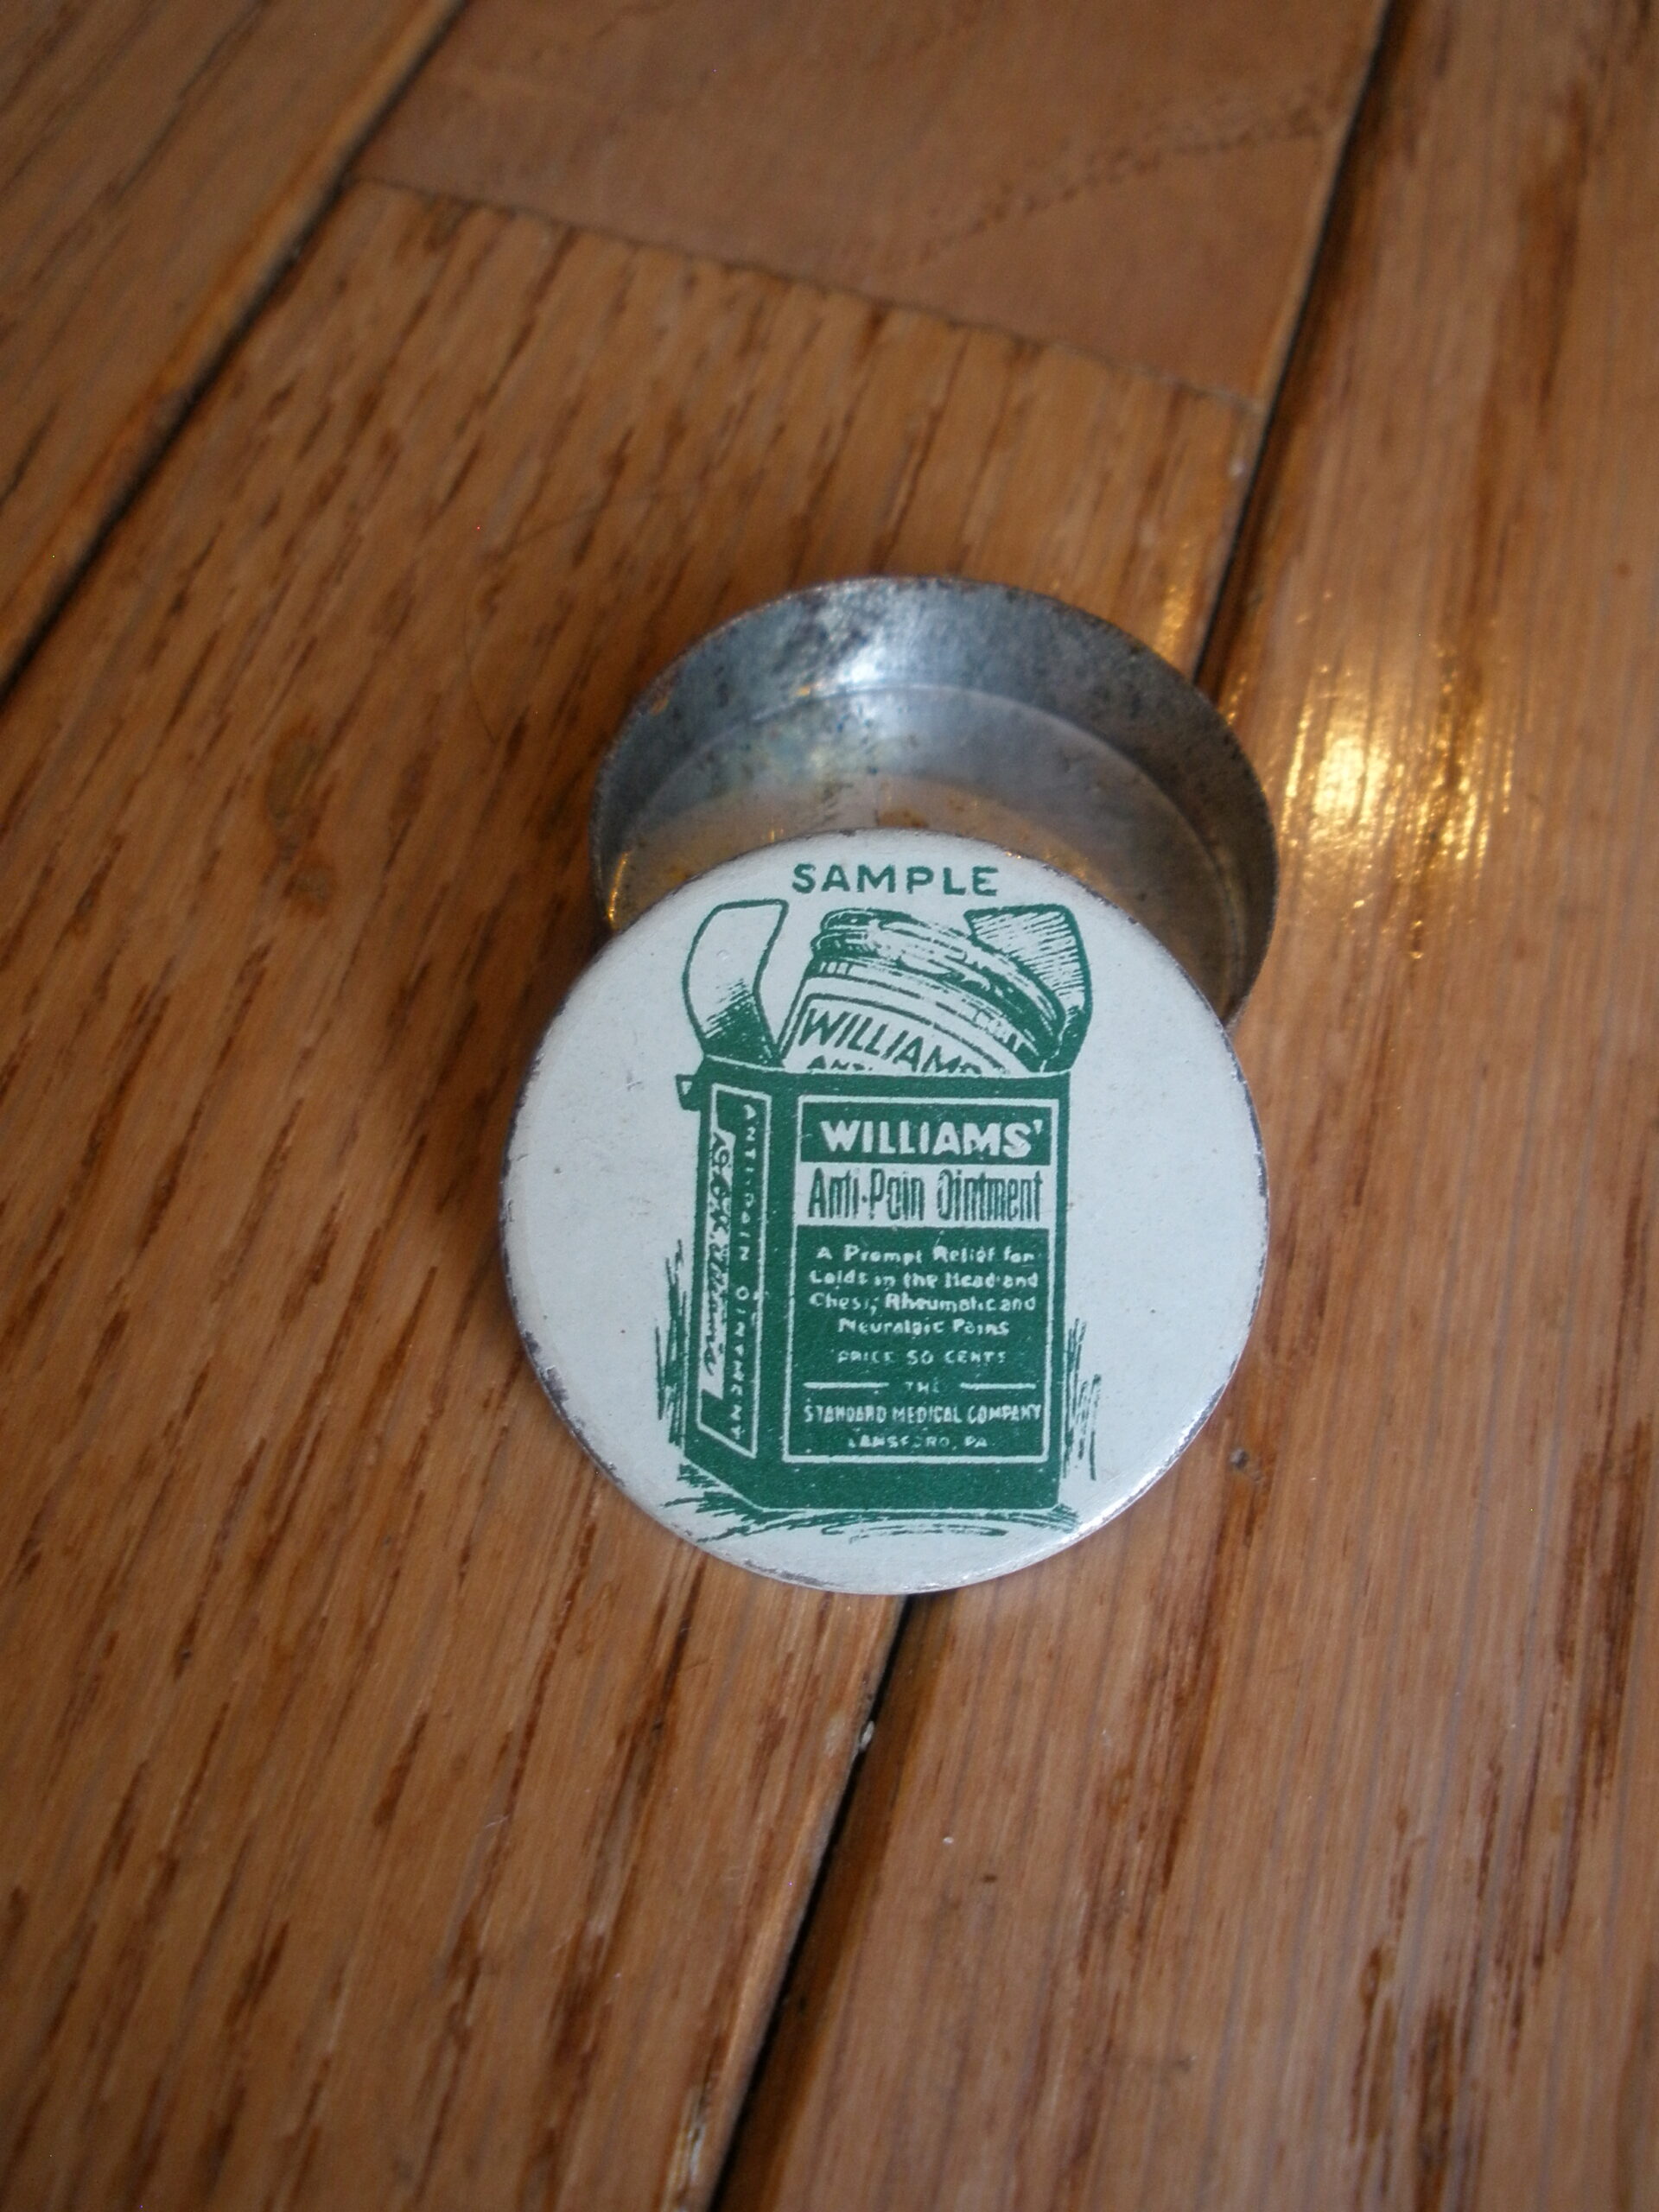 SAMPLE
WILLIAMS
WILLIAMS'
Anti-Pain Ointment
A Prompt Relief for
Colds in the Head and
Chest, Rheumatic and
Neuralgic Pains
PRICE 50 CENTS
THE
STANDARD MEDICAL COMPANY
LANSFORD, PA.
ANTI-PAIN OINTMENT